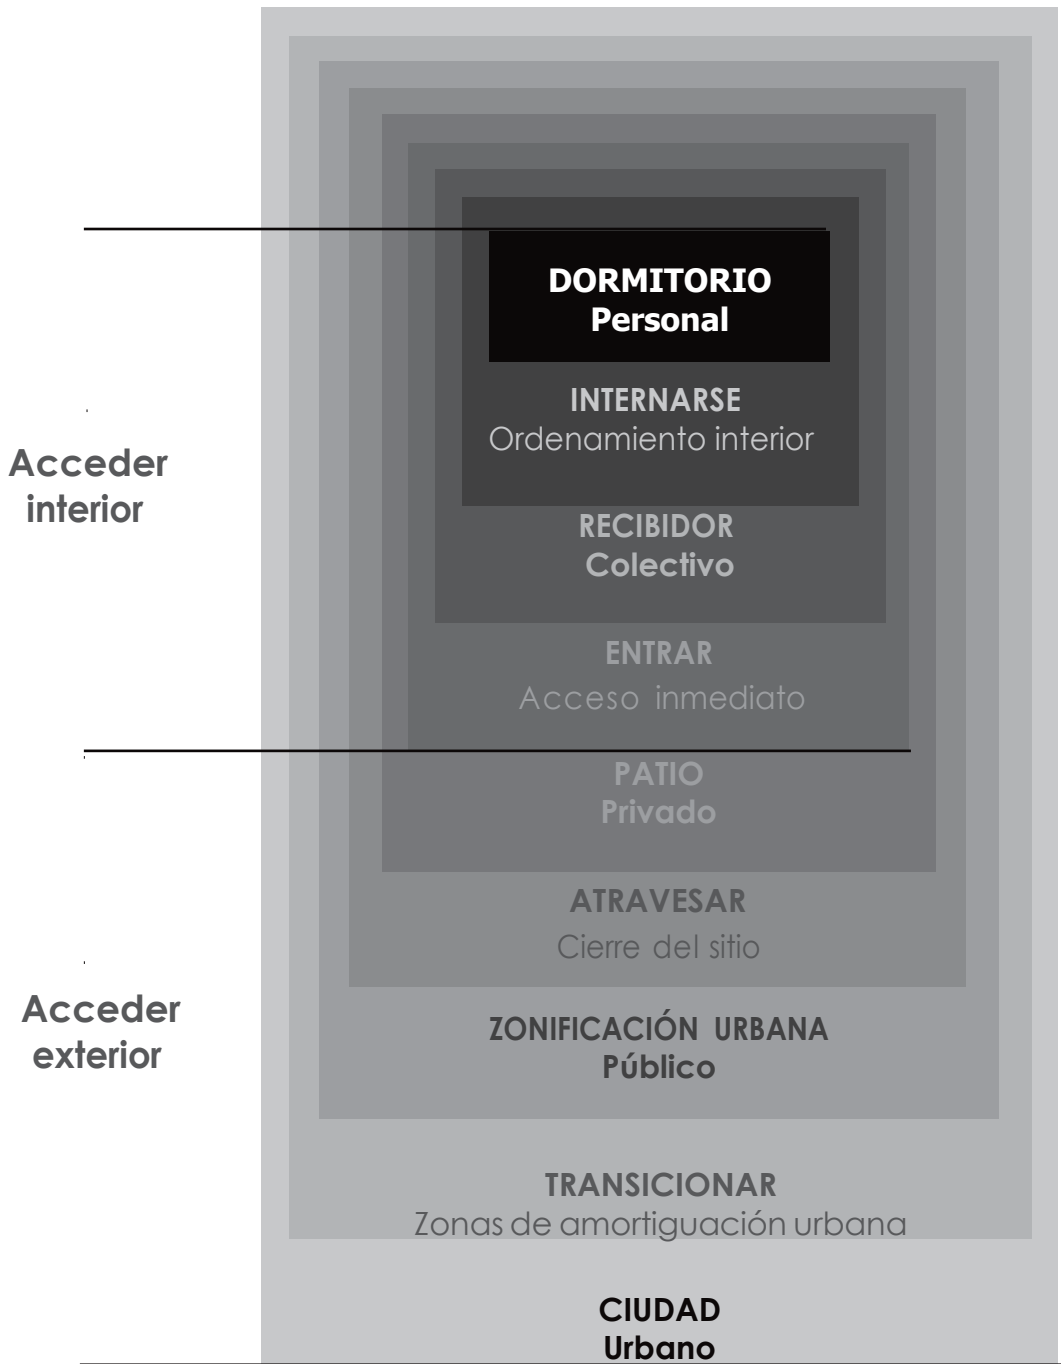 DORMITORIO
Personal
INTERNARSE
Ordenamiento interior
Acceder
interior
RECIBIDOR
Colectivo
ENTRAR
Acceso inmediato
PATIO
Privado
ATRAVESAR
Cierre del sitio
Acceder
exterior
ZONIFICACIÓN URBANA
Público
TRANSICIONAR
Zonas de amortiguación urbana
CIUDAD
Urbano